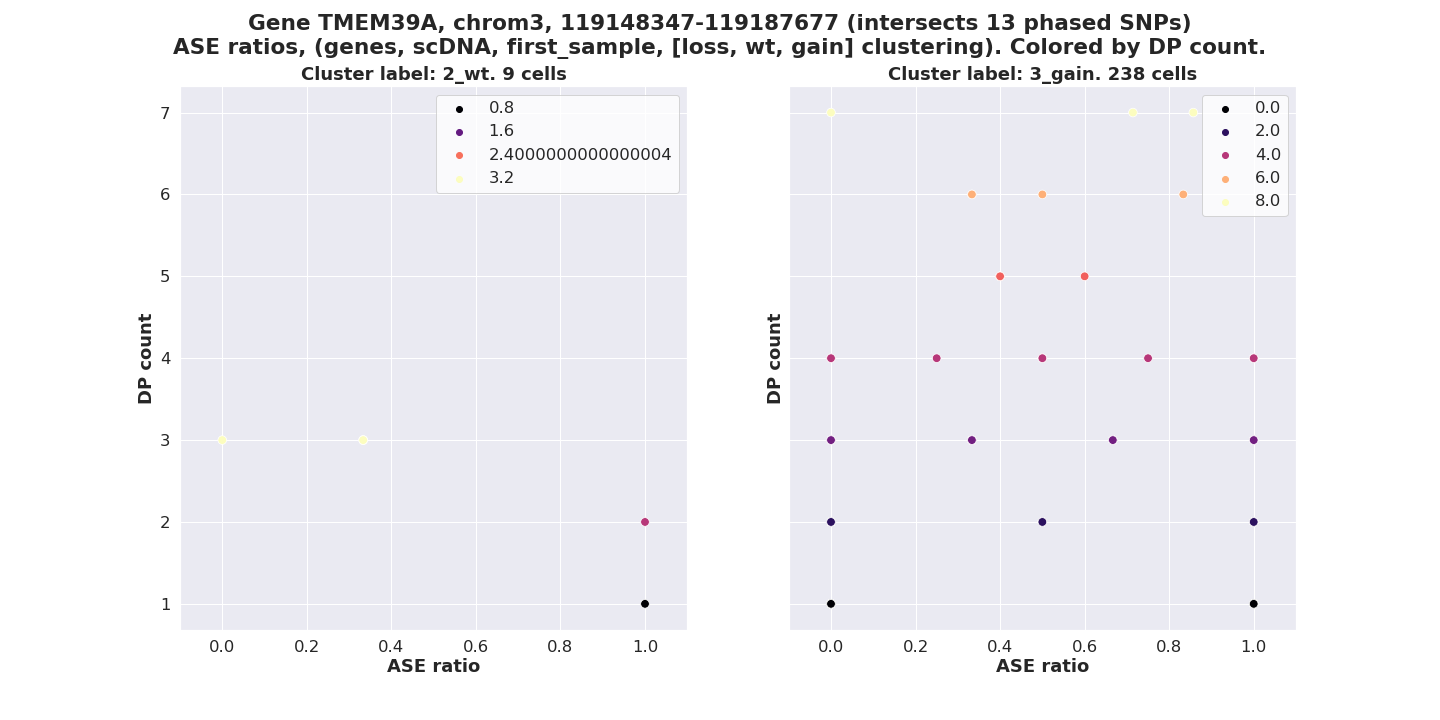 Gene TMEM39A, chrom3, 119148347-119187677 (intersects 13 phased SNPs)
ASE ratios, (genes, scDNA, first_sample, [loss, wt, gain] clustering). Colored by DP count.
Cluster label: 2_wt. 9 cells
0.8
1.6
2.4000000000000004
3.2
7
6
5
4
3
2
1
DP count
0.0 0.2 0.4 0.6 0.8 1.0
ASE ratio
Cluster label: 3_gain. 238 cells
0.0
2.0
4.0
6.0
8.0
DP count
0.0 0.2 0.4 0.6 0.8 1.0
ASE ratio